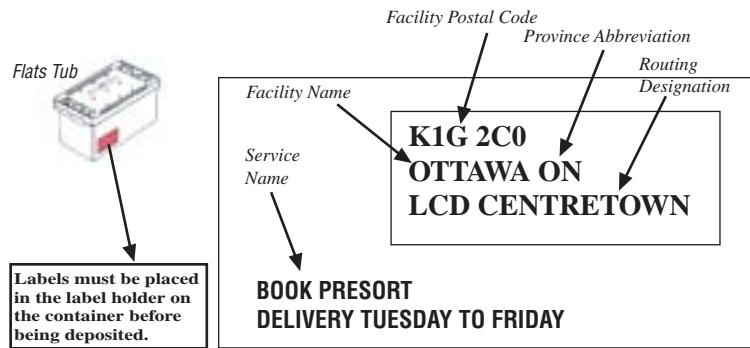 Facility Postal Code
Province Abbreviation
Routing
Designation
Flats Tub
Facility Name
K1G 2C0
OTTAWA ON
LCD CENTRETOWN
Service
Name
Labels must be placed
in the label holder on
the container before
being deposited.
BOOK PRESORT
DELIVERY TUESDAY TO FRIDAY